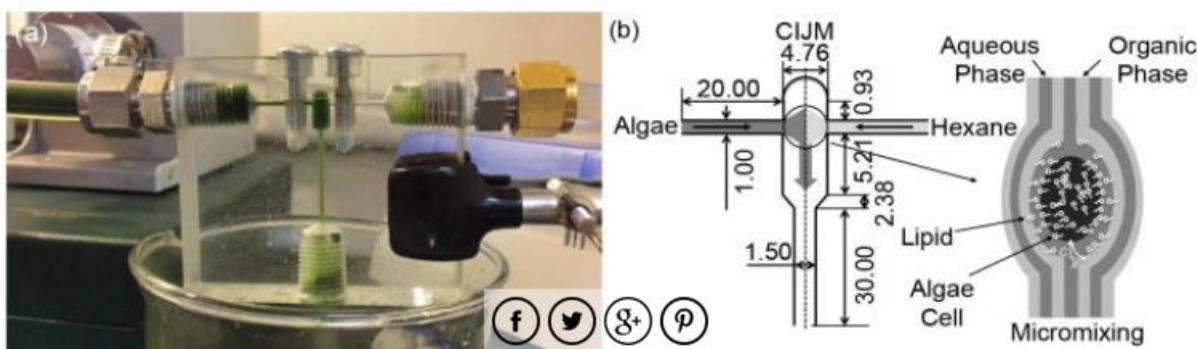 (a)
(b)
CIJM
4.76
20.00
0.93
Algae
Hexane
1.00
5.21
2.38
1.50
30.00
Aqueous
Phase
Organic
Phase
Lipid
Algae
Cell
Micromixing
f
g+